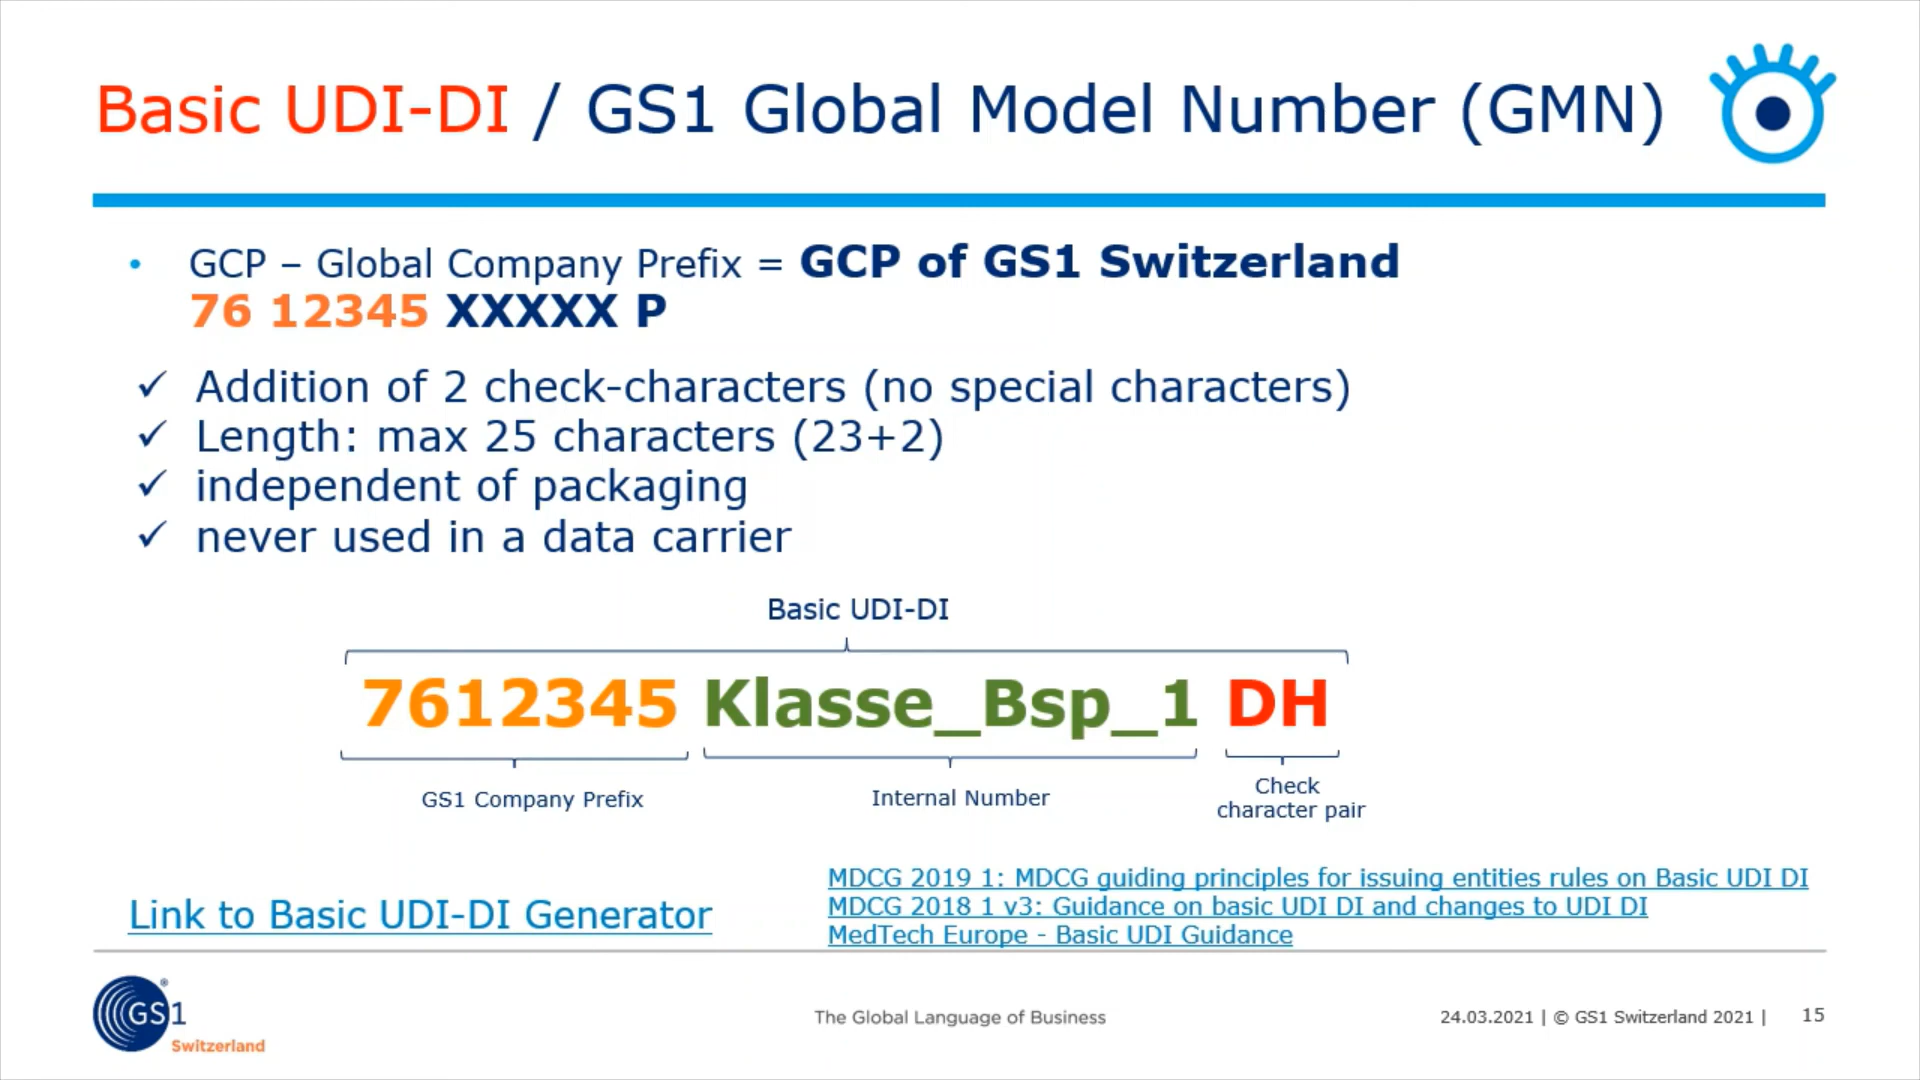 Basic UDI-DI / GS1 Global Model Number (GMN)
• GCP – Global Company Prefix = GCP of GS1 Switzerland
76 12345 XXXXX P
✓ Addition of 2 check-characters (no special characters)
✓ Length: max 25 characters (23+2)
✓ independent of packaging
✓ never used in a data carrier
Basic UDI-DI
7612345 Klasse_Bsp_1 DH
GS1 Company Prefix
Internal Number
Check
character pair
Link to Basic UDI-DI Generator
MDCG 2019 1: MDCG guiding principles for issuing entities rules on Basic UDI DI
MDCG 2018 1 v3: Guidance on basic UDI DI and changes to UDI DI
MedTech Europe - Basic UDI Guidance
GS1®
Switzerland
The Global Language of Business
24.03.2021 | © GS1 Switzerland 2021 | 15